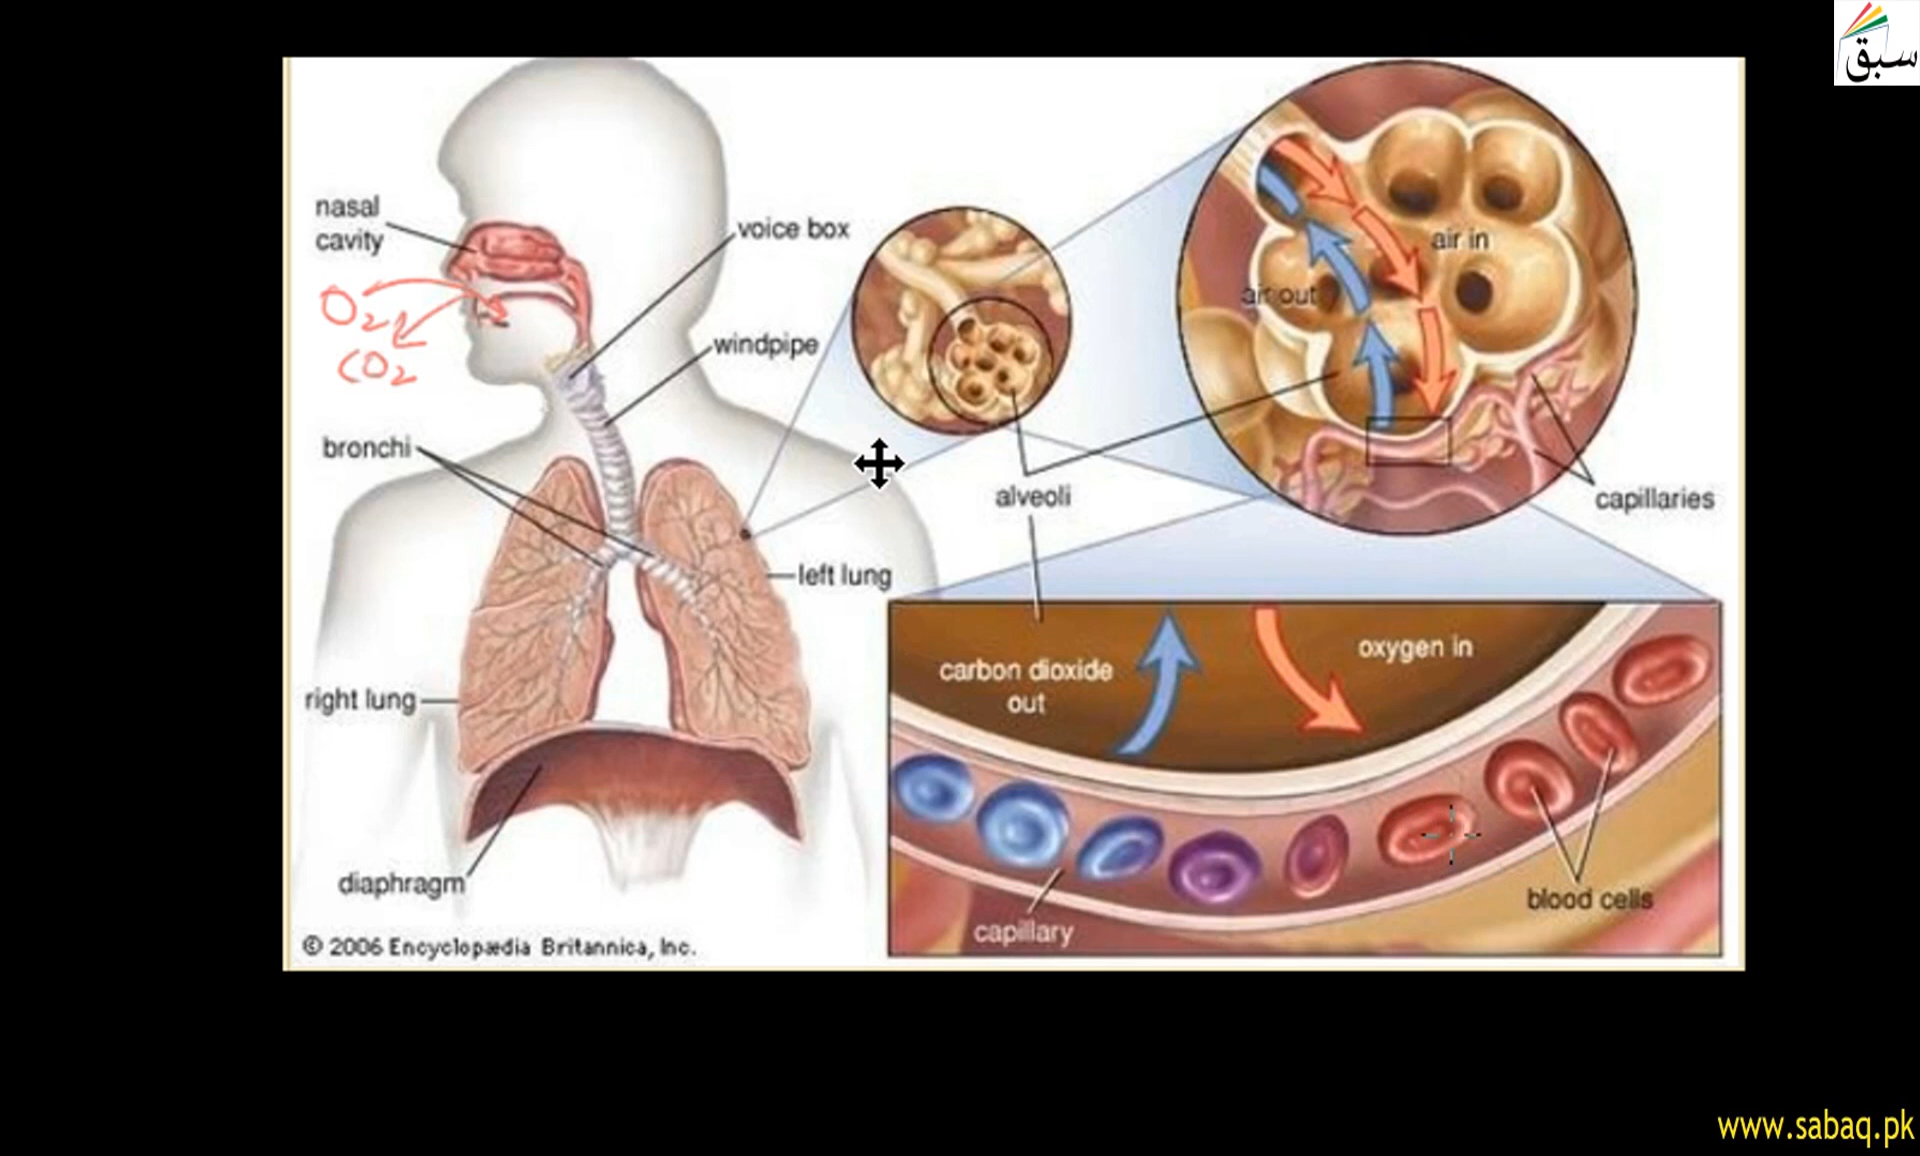 سبق
nasal
cavity
O2
CO2
voice box
windpipe
bronchi
left lung
right lung
diaphragm
© 2006 Encyclopædia Britannica, Inc.
alveoli
air in
air out
capillaries
carbon dioxide
out
oxygen in
capillary
blood cells
www.sabaq.pk